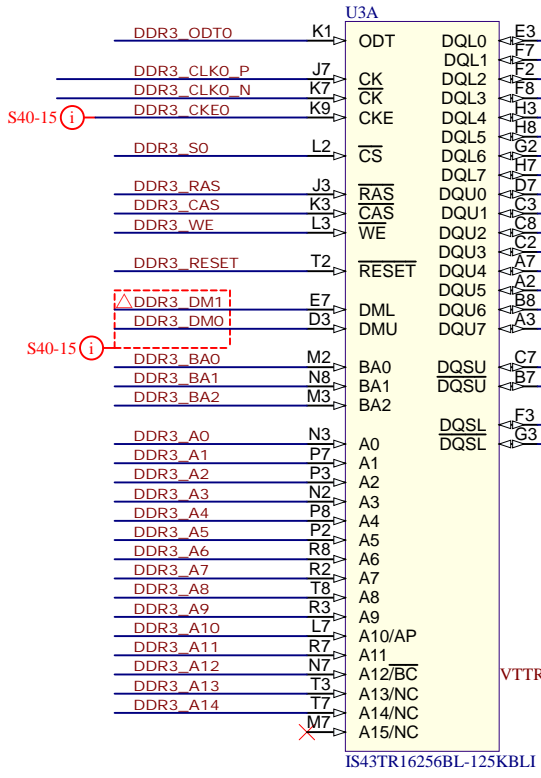 U3A
DDR3_ODT0 K1 ODT DQL0 E3
DQL1 F7
DDR3_CLK0_P J7 CK DQL2 F2
DDR3_CLK0_N K7 CK DQL3 F8
S40-15 i DDR3_CKE0 K9 CKE DQL4 H3
DQL5 H8
DDR3_S0 L2 CS DQL6 G2
DQL7 H7
DDR3_RAS J3 RAS DQU0 D7
DDR3_CAS K3 CAS DQU1 C3
DDR3_WE L3 WE DQU2 C8
DQU3 C2
DDR3_RESET T2 RESET DQU4 A7
DQU5 A2
DDR3_DM1 E7 DML DQU6 B8
DDR3_DM0 D3 DMU DQU7 A3
S40-15 i
DDR3_BA0 M2 BA0 DQSU C7
DDR3_BA1 N8 BA1 DQSU B7
DDR3_BA2 M3 BA2
DQSL F3
DDR3_A0 N3 A0 DQSL G3
DDR3_A1 P7 A1
DDR3_A2 P3 A2
DDR3_A3 N2 A3
DDR3_A4 P8 A4
DDR3_A5 P2 A5
DDR3_A6 R8 A6
DDR3_A7 R2 A7
DDR3_A8 T8 A8
DDR3_A9 R3 A9
DDR3_A10 L7 A10/AP
DDR3_A11 R7 A11
DDR3_A12 N7 A12/BC VTTR
DDR3_A13 T3 A13/NC
DDR3_A14 T7 A14/NC
M7 A15/NC
IS43TR16256BL-125KBLI